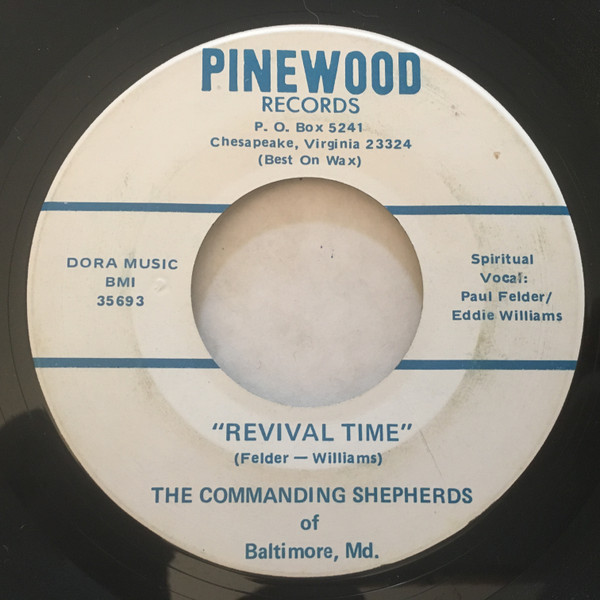 PINEWOOD
RECORDS
P. O. Box 5241
Chesapeake, Virginia 23324
(Best On Wax)
DORA MUSIC
BMI
35693
Spiritual
Vocal:
Paul Felder/
Eddie Williams
"REVIVAL TIME"
(Felder — Williams)
THE COMMANDING SHEPHERDS
of
Baltimore, Md.